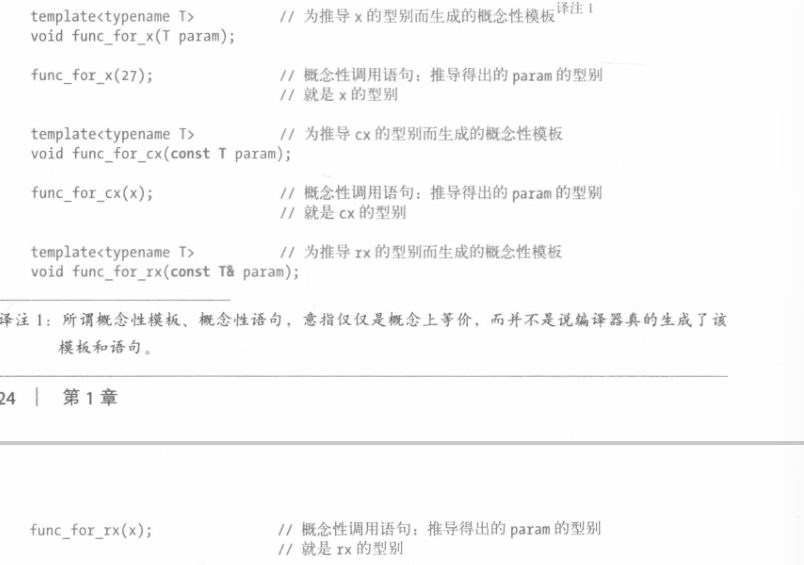 template<typename T> // 为推导 x 的型别而生成的概念性模板译注 1
void func_for_x(T param);
func_for_x(27); // 概念性调用语句：推导得出的 param 的型别
// 就是 x 的型别
template<typename T> // 为推导 cx 的型别而生成的概念性模板
void func_for_cx(const T param);
func_for_cx(x); // 概念性调用语句：推导得出的 param 的型别
// 就是 cx 的型别
template<typename T> // 为推导 rx 的型别而生成的概念性模板
void func_for_rx(const T& param);
译注 1：所谓概念性模板、概念性语句，意指仅仅是概念上等价，而并不是说编译器真的生成了该
模板和语句。
24 | 第 1 章
func_for_rx(x); // 概念性调用语句：推导得出的 param 的型别
// 就是 rx 的型别